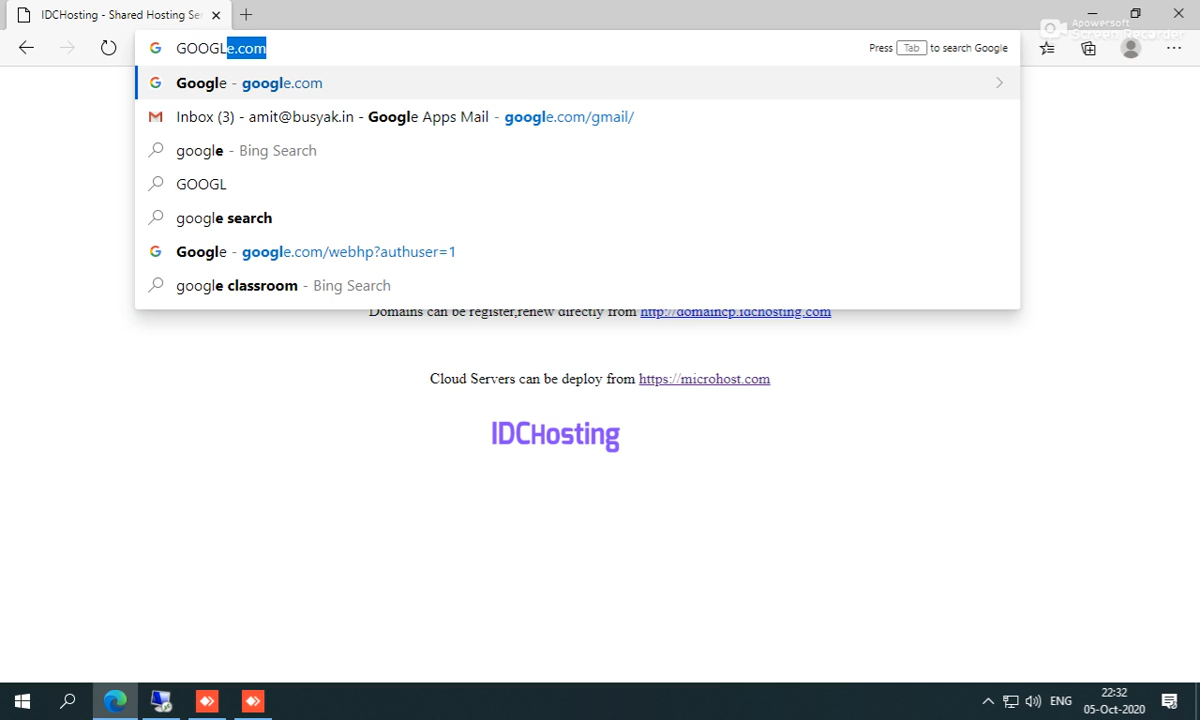 IDCHosting - Shared Hosting Se
Apowersoft
Screen Recorder
GOOGLe.com
Press Tab to search Google
Google - google.com
Inbox (3) - amit@busyak.in - Google Apps Mail - google.com/gmail/
google - Bing Search
GOOGL
google search
Google - google.com/webhp?authuser=1
google classroom - Bing Search
Domains can be register,renew directly from http://domaincp.idchosting.com
Cloud Servers can be deploy from https://microhost.com
IDCHosting
ENG
22:32
05-Oct-2020